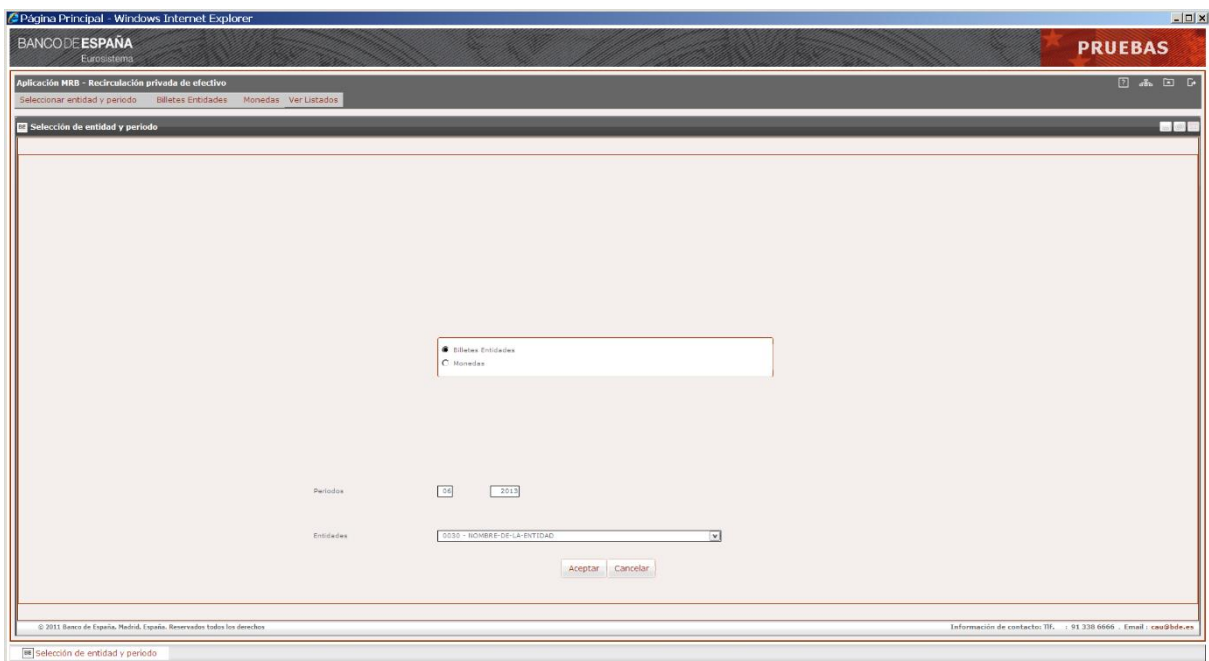 Página Principal - Windows Internet Explorer
BANCO DE ESPAÑA
Eurosistema
PRUEBAS
Aplicación MRB - Recirculación privada de efectivo
Seleccionar entidad y periodo Billetes Entidades Monedas Ver Listados
Selección de entidad y periodo
Billetes Entidades
Monedas
Periodos 06 2013
Entidades 0030 - NOMBRE-DE-LA-ENTIDAD
Aceptar Cancelar
© 2011 Banco de España, Madrid, España. Reservados todos los derechos Información de contacto: Tlf. : 91 338 6666 . Email : cau@bde.es
Selección de entidad y periodo